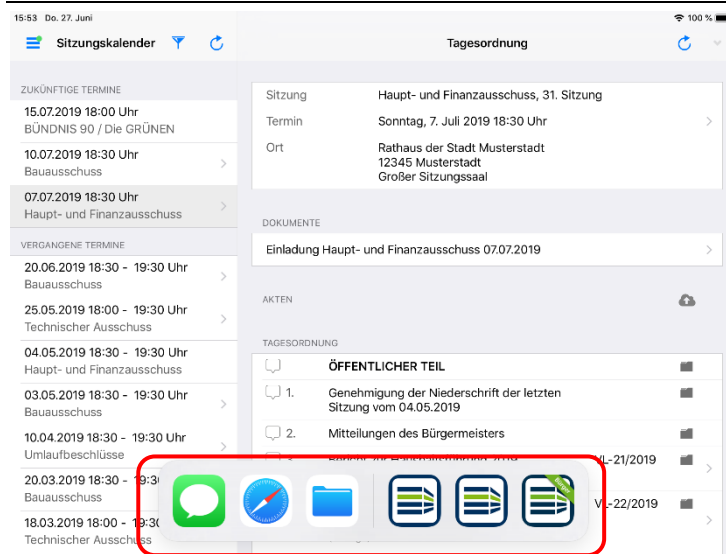 15:53 Do. 27. Juni
100 %
Sitzungskalender
Tagesordnung
ZUKÜNFTIGE TERMINE
15.07.2019 18:00 Uhr
BÜNDNIS 90 / Die GRÜNEN
10.07.2019 18:30 Uhr
Bauausschuss
07.07.2019 18:30 Uhr
Haupt- und Finanzausschuss
VERGANGENE TERMINE
20.06.2019 18:30 - 19:30 Uhr
Bauausschuss
25.05.2019 18:00 - 19:30 Uhr
Technischer Ausschuss
04.05.2019 18:30 - 19:30 Uhr
Haupt- und Finanzausschuss
03.05.2019 18:30 - 19:30 Uhr
Bauausschuss
10.04.2019 18:30 - 19:30 Uhr
Umlaufbeschlüsse
20.03.2019 18:30 - 19:30
Bauausschuss
18.03.2019 18:00 - 19:30
Technischer Ausschuss
Sitzung Haupt- und Finanzausschuss, 31. Sitzung
Termin Sonntag, 7. Juli 2019 18:30 Uhr
Ort Rathaus der Stadt Musterstadt
12345 Musterstadt
Großer Sitzungssaal
DOKUMENTE
Einladung Haupt- und Finanzausschuss 07.07.2019
AKTEN
TAGESORDNUNG
ÖFFENTLICHER TEIL
1. Genehmigung der Niederschrift der letzten
Sitzung vom 04.05.2019
2. Mitteilungen des Bürgermeisters
VL-21/2019
VL-22/2019
Bürger